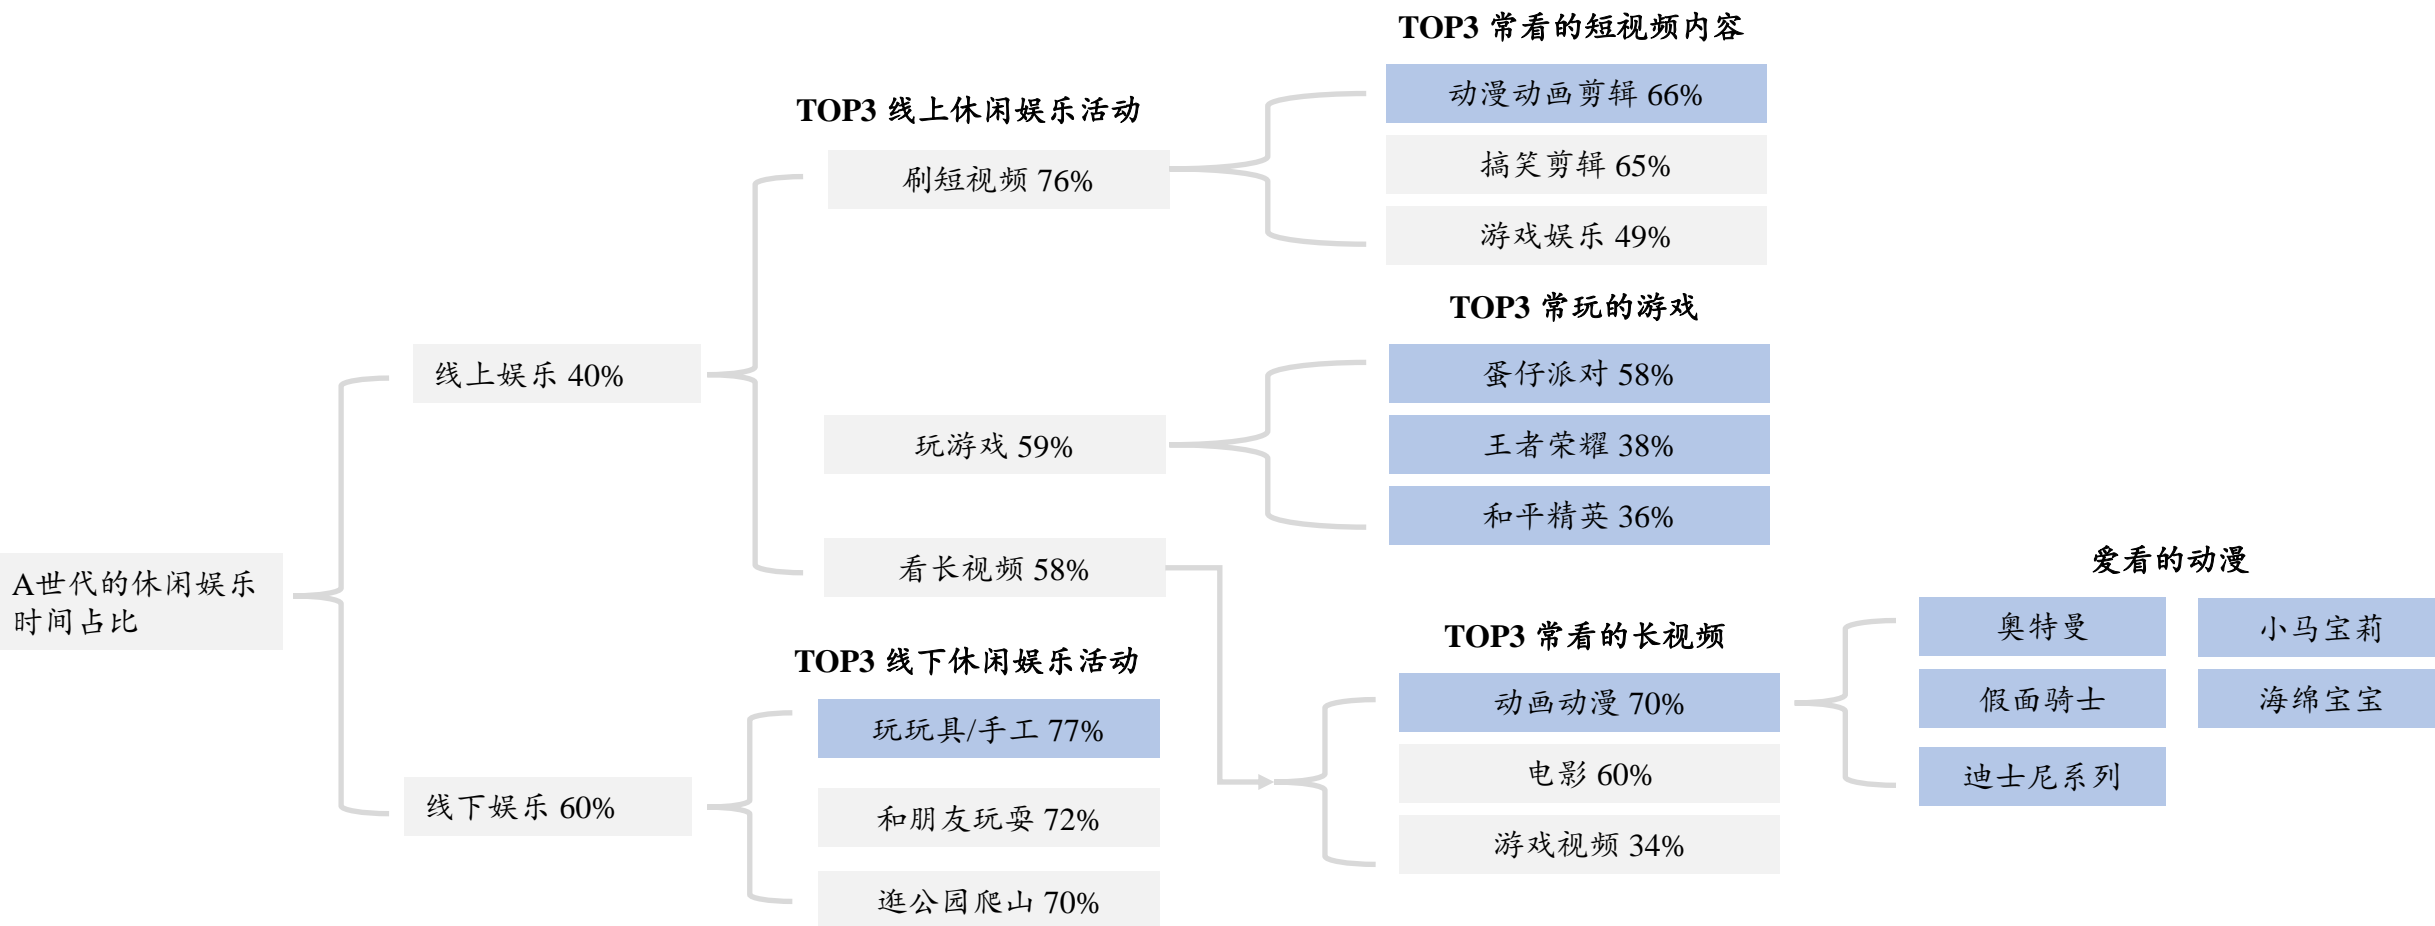 TOP3 常看的短视频内容
动漫动画剪辑 66%
搞笑剪辑 65%
游戏娱乐 49%
TOP3 线上休闲娱乐活动
刷短视频 76%
TOP3 常玩的游戏
蛋仔派对 58%
王者荣耀 38%
和平精英 36%
线上娱乐 40%
玩游戏 59%
看长视频 58%
A世代的休闲娱乐
时间占比
爱看的动漫
奥特曼
小马宝莉
假面骑士
海绵宝宝
迪士尼系列
TOP3 常看的长视频
动画动漫 70%
电影 60%
游戏视频 34%
TOP3 线下休闲娱乐活动
玩玩具/手工 77%
和朋友玩耍 72%
逛公园爬山 70%
线下娱乐 60%